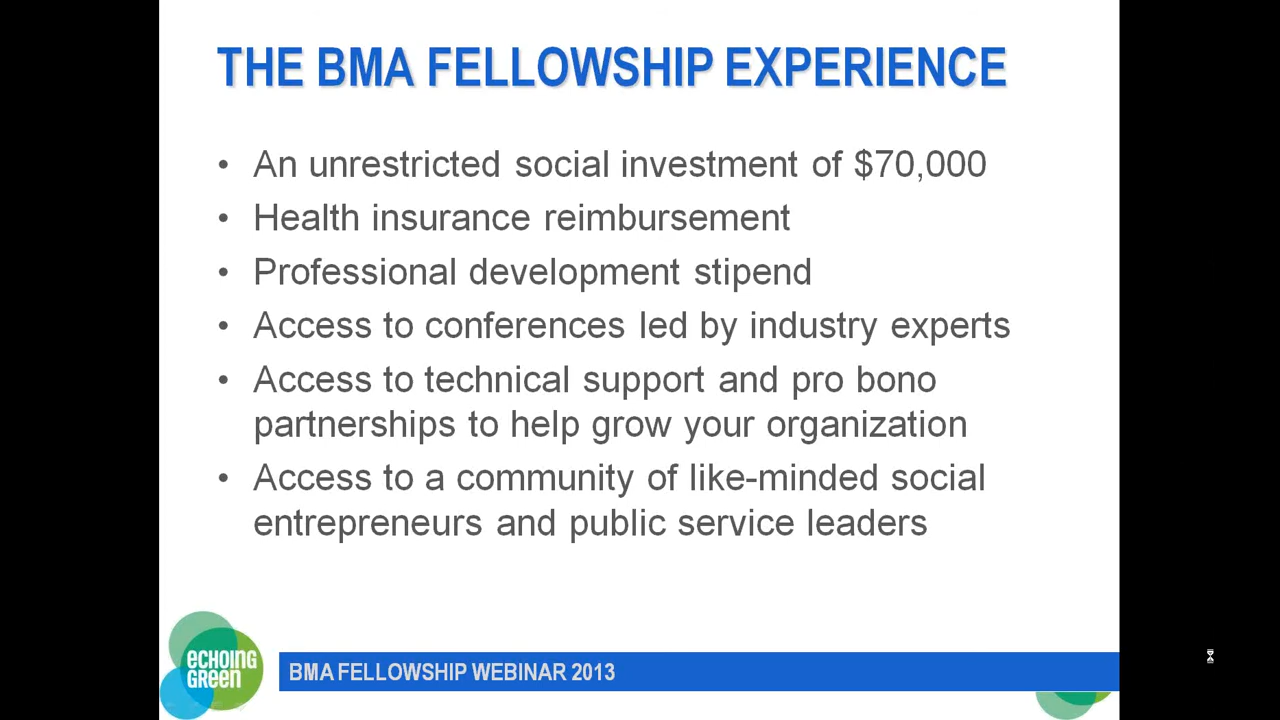 THE BMA FELLOWSHIP EXPERIENCE
• An unrestricted social investment of $70,000
• Health insurance reimbursement
• Professional development stipend
• Access to conferences led by industry experts
• Access to technical support and pro bono
partnerships to help grow your organization
• Access to a community of like-minded social
entrepreneurs and public service leaders
ECHOING
GREEN
BMA FELLOWSHIP WEBINAR 2013